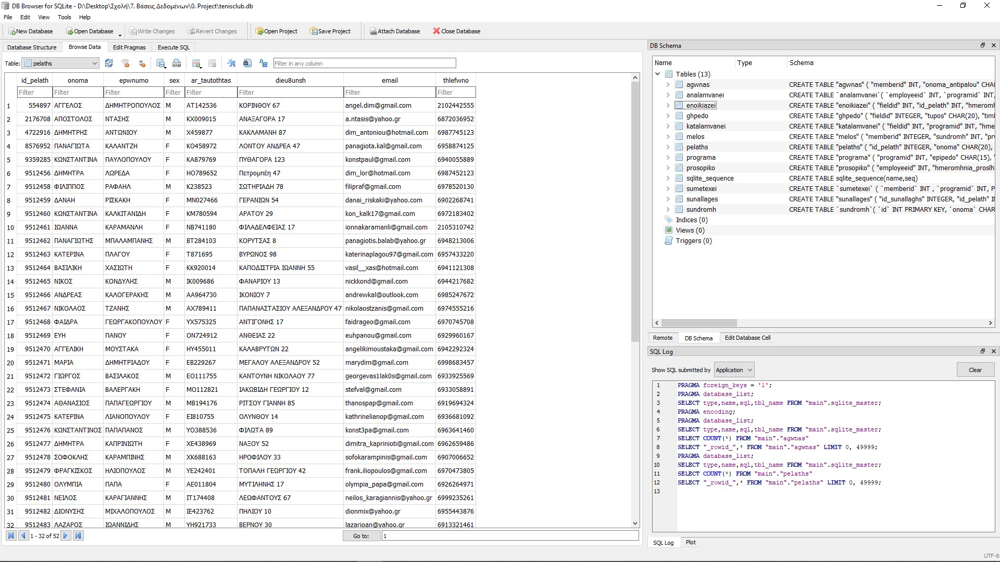 DB Browser for SQLite - D:\Desktop\Σχολή\7. Βάσεις Δεδομένων\0. Project\tenisclub.db
File Edit View Tools Help
New Database Open Database Write Changes Revert Changes Open Project Save Project Attach Database Close Database
Database Structure Browse Data Edit Pragmas Execute SQL
Table: pelaths Filter in any column
id_pelath onoma epwnumo sex ar_tautothtas dieu8unsh email thlefwno
Filter Filter Filter Filter Filter Filter Filter Filter
1 554897 ΑΓΓΕΛΟΣ ΔΗΜΗΤΡΟΠΟΥΛΟΣ M AT142536 ΚΟΡΙΝΘΟΥ 67 angel.dim@gmail.com 2102442555
2 2176708 ΑΠΟΣΤΟΛΟΣ ΝΤΑΣΗΣ M KX009015 ΑΝΑΞΑΓΟΡΑ 17 a.ntasis@yahoo.gr 6872036952
3 4722916 ΔΗΜΗΤΡΗΣ ΑΝΤΩΝΙΟΥ M X459877 ΚΑΚΛΑΜΑΝΗ 87 dim_antoniou@hotmail.com 6987745123
4 8576952 ΠΑΝΑΓΙΩΤΑ ΚΑΛΑΝΤΖΗ F KO458972 ΛΟΝΤΟΥ ΑΝΔΡΕΑ 47 panagiota.kal@gmail.com 6958874125
5 9359285 ΚΩΝΣΤΑΝΤΙΝΑ ΠΑΥΛΟΠΟΥΛΟΥ F KA879769 ΠΥΘΑΓΟΡΑ 123 konstpaul@gmail.com 6940055889
6 9512456 ΔΗΜΗΤΡΑ ΛΩΡΕΔΑ F HO789652 Πετρομπέη 47 dim_lor@hotmail.com 6987452123
7 9512458 ΦΙΛΙΠΠΟΣ ΡΑΦΑΗΛ M K238523 ΣΩΤΗΡΙΑΔΗ 78 filipraf@gmail.com 6978520130
8 9512459 ΔΑΝΑΗ ΡΙΣΚΑΚΗ F MN027466 ΓΕΡΑΝΙΩΝ 54 danai_riskaki@yahoo.com 6902268741
9 9512460 ΚΩΝΣΤΑΝΤΙΝΑ ΚΑΛΚΙΤΑΝΙΔΗ F KM780594 ΑΡΑΤΟΥ 29 kon_kalk17@gmail.com 6972183402
10 9512461 ΙΩΑΝΝΑ ΚΑΡΑΜΑΝΛΗ F NB741180 ΦΙΛΑΔΕΛΦΕΙΑΣ 17 ionnakaramanli@gmail.com 2105310742
11 9512462 ΠΑΝΑΓΙΩΤΗΣ ΜΠΑΛΑΜΠΑΝΗΣ M BT284103 ΚΟΡΥΤΣΑΣ 8 panagiotis.balab@yahoo.gr 6948213006
12 9512463 ΚΑΤΕΡΙΝΑ ΠΛΑΓΟΥ F T871695 ΒΥΡΩΝΟΣ 98 katerinaplagou97@gmail.com 6957433220
13 9512464 ΒΑΣΙΛΙΚΗ ΧΑΣΙΩΤΗ F KK920014 ΚΑΠΟΔΙΣΤΡΙΑ ΙΩΑΝΝΗ 55 vasil__xas@hotmail.com 6941121308
14 9512465 ΝΙΚΟΣ ΚΟΝΔΥΛΗΣ M IK009686 ΦΑΝΑΡΙΟΥ 13 nickkond@gmail.com 6944217682
15 9512466 ΑΝΔΡΕΑΣ ΚΑΛΟΓΕΡΑΚΗΣ M AA964730 ΙΚΟΝΙΟΥ 7 andrewkal@outlook.com 6985247672
16 9512467 ΝΙΚΟΛΑΟΣ ΤΖΑΝΗΣ M AX789411 ΠΑΠΑΝΑΣΤΑΣΙΟΥ ΑΛΕΞΑΝΔΡΟΥ 47 nikolaostzanis@gmail.com 6974555216
17 9512468 ΦΑΙΔΡΑ ΓΕΩΡΓΑΚΟΠΟΥΛΟΥ F YX575325 ΑΝΤΙΓΟΝΗΣ 17 faidrageo@gmail.com 6970745708
18 9512469 ΕΥΗ ΠΑΝΟΥ F ON724912 ΑΝΘΕΙΑΣ 22 euhpanou@gmail.com 6929960167
19 9512470 ΑΓΓΕΛΙΚΗ ΜΟΥΣΤΑΚΑ F HY455011 ΚΑΛΑΒΡΥΤΩΝ 22 angelikimoustaka@gmail.com 6942292324
20 9512471 ΜΑΡΙΑ ΔΗΜΗΤΡΙΑΔΟΥ F EB229267 ΜΕΓΑΛΟΥ ΑΛΕΞΑΝΔΡΟΥ 52 marydim@gmail.com 6998683457
21 9512472 ΓΙΩΡΓΟΣ ΒΑΣΙΛΑΚΟΣ M EO111755 ΚΑΝΤΟΥΝΗ ΝΙΚΟΛΑΟΥ 77 georgevas1lak0s@gmail.com 6933925569
22 9512473 ΣΤΕΦΑΝΙΑ ΒΑΛΕΡΓΑΚΗ F MO112821 ΙΑΚΩΒΙΔΗ ΓΕΩΡΓΙΟΥ 12 stefval@gmail.com 6933058891
23 9512474 ΑΘΑΝΑΣΙΟΣ ΠΑΠΑΓΕΩΡΓΙΟΥ M MB194176 ΡΙΤΣΟΥ ΓΙΑΝΝΗ 85 thanospap@gmail.com 6919694324
24 9512475 ΚΑΤΕΡΙΝΑ ΛΙΑΝΟΠΟΥΛΟΥ F EI810755 ΟΛΥΝΘΟΥ 14 kathrinelianop@gmail.com 6936681092
25 9512476 ΚΩΝΣΤΑΝΤΙΝΟΣ ΠΑΠΑΠΑΝΟΣ M YO388536 ΦΙΛΩΤΑ 89 konst3pa@gmail.com 6963641460
26 9512477 ΔΗΜΗΤΡΑ ΚΑΠΡΙΝΙΩΤΗ F XE438969 ΝΑΞΟΥ 52 dimitra_kaprinioti@gmail.com 6962659486
27 9512478 ΣΟΦΟΚΛΗΣ ΚΑΡΑΜΠΙΝΗΣ M XK688163 ΗΡΟΦΙΛΟΥ 33 sofokarampinis@gmail.com 6907006652
28 9512479 ΦΡΑΓΚΙΣΚΟΣ ΗΛΙΟΠΟΥΛΟΣ M YE242401 ΤΟΠΑΛΗ ΓΕΩΡΓΙΟΥ 42 frank.iliopoulos@gmail.com 6970473805
29 9512480 ΟΛΥΜΠΙΑ ΠΑΠΑ F AE011804 ΜΥΤΙΛΗΝΗΣ 17 olympia_papa@gmail.com 6926264971
30 9512481 ΝΕΙΛΟΣ ΚΑΡΑΓΙΑΝΝΗΣ M IT174408 ΛΕΩΦΑΝΤΟΥΣ 67 neilos_karagiannis@yahoo.gr 6999235261
31 9512482 ΔΙΟΝΥΣΗΣ ΜΙΧΑΛΟΠΟΥΛΟΣ M IE423762 ΠΗΛΙΟΥ 10 dionmix@yahoo.gr 6955443876
32 9512483 ΛΑΖΑΡΟΣ ΙΩΑΝΝΙΔΗΣ M YH921733 ΒΕΡΝΟΥ 30 lazarioan@yahoo.gr 6913321461
1 - 32 of 52 Go to: 1
DB Schema
Name Type Schema
Tables (13)
agwnas CREATE TABLE "agwnas" ( "memberid" INT, "onoma_antipalou" CHA
analamvanei CREATE TABLE `analamvanei`( `employeeid` INT, `programid` INT,
enoikiazei CREATE TABLE "enoikiazei" ( "fieldid" INT, "id_pelath" INT, "hmeromh
ghpedo CREATE TABLE "ghpedo" ( "fieldid" INTEGER, "tupos" CHAR(20), "timl
katalamvanei CREATE TABLE "katalamvanei" ( "fieldid" INT, "programid" INT, "hme
melos CREATE TABLE "melos" ( "memberid" INTEGER, "sundromh" INT, "pr
pelaths CREATE TABLE "pelaths" ( "id_pelath" INTEGER, "onoma" CHAR(20),
programa CREATE TABLE "programa" ( "programid" INT, "epipedo" CHAR(15), "
prosopiko CREATE TABLE "prosopiko" ( "employeeid" INT, "hmeromhnia_proslh
sqlite_sequence CREATE TABLE sqlite_sequence(name,seq)
sumetexei CREATE TABLE `sumetexei` ( `memberid` INT , `programid` INT, P
sunallages CREATE TABLE "sunallages" ( "id_sunallaghs" INTEGER, "id_pelath" I
sundromh CREATE TABLE `sundromh`( `id` INT PRIMARY KEY, `onoma` CHAR
Indices (0)
Views (0)
Triggers (0)
Remote DB Schema Edit Database Cell
SQL Log
Show SQL submitted by Application Clear
1 PRAGMA foreign_keys = '1';
2 PRAGMA database_list;
3 SELECT type,name,sql,tbl_name FROM "main".sqlite_master;
4 PRAGMA encoding;
5 PRAGMA database_list;
6 SELECT type,name,sql,tbl_name FROM "main".sqlite_master;
7 SELECT COUNT(*) FROM "main"."agwnas"
8 SELECT "_rowid_",* FROM "main"."agwnas" LIMIT 0, 49999;
9 PRAGMA database_list;
10 SELECT type,name,sql,tbl_name FROM "main".sqlite_master;
11 SELECT COUNT(*) FROM "main"."pelaths"
12 SELECT "_rowid_",* FROM "main"."pelaths" LIMIT 0, 49999;
13
SQL Log Plot
UTF-8